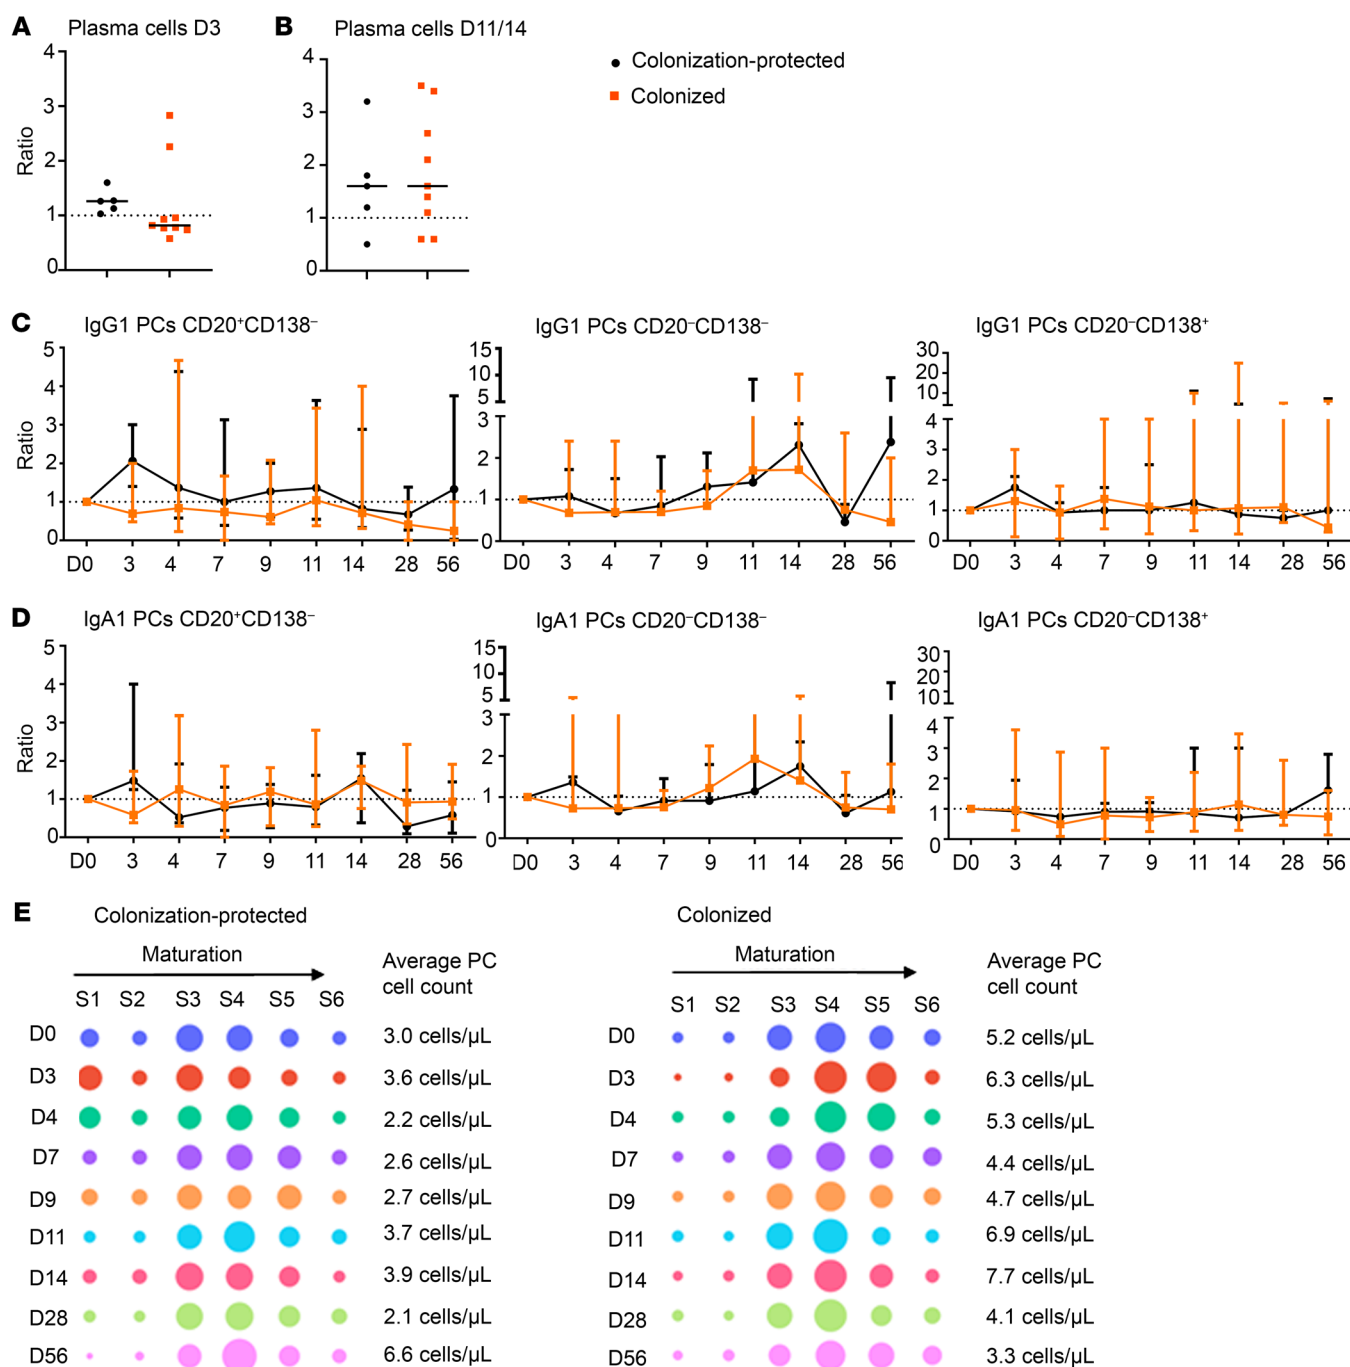 A Plasma cells D3 B Plasma cells D11/14
Colonization-protected
Colonized
Ratio
4
3
2
1
0
4
3
2
1
0
C IgG1 PCs CD20⁺CD138⁻ IgG1 PCs CD20⁻CD138⁻ IgG1 PCs CD20⁻CD138⁺
Ratio
5
4
3
2
1
0
D0 3 4 7 9 11 14 28 56
15
10
5
3
2
1
0
D0 3 4 7 9 11 14 28 56
30
20
10
4
3
2
1
0
D0 3 4 7 9 11 14 28 56
D IgA1 PCs CD20⁺CD138⁻ IgA1 PCs CD20⁻CD138⁻ IgA1 PCs CD20⁻CD138⁺
Ratio
5
4
3
2
1
0
D0 3 4 7 9 11 14 28 56
15
10
5
3
2
1
0
D0 3 4 7 9 11 14 28 56
30
20
10
4
3
2
1
0
D0 3 4 7 9 11 14 28 56
E Colonization-protected
Maturation
Average PC
cell count
S1 S2 S3 S4 S5 S6
D0 3.0 cells/µL
D3 3.6 cells/µL
D4 2.2 cells/µL
D7 2.6 cells/µL
D9 2.7 cells/µL
D11 3.7 cells/µL
D14 3.9 cells/µL
D28 2.1 cells/µL
D56 6.6 cells/µL
Colonized
Maturation
Average PC
cell count
S1 S2 S3 S4 S5 S6
D0 5.2 cells/µL
D3 6.3 cells/µL
D4 5.3 cells/µL
D7 4.4 cells/µL
D9 4.7 cells/µL
D11 6.9 cells/µL
D14 7.7 cells/µL
D28 4.1 cells/µL
D56 3.3 cells/µL